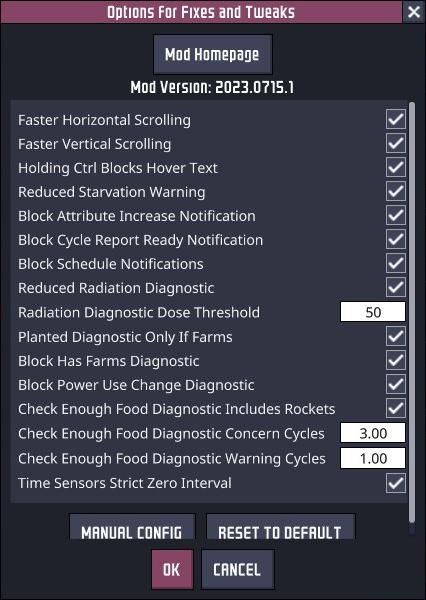 Options For Fixes and Tweaks
Mod Homepage
Mod Version: 2023.0715.1
Faster Horizontal Scrolling
Faster Vertical Scrolling
Holding Ctrl Blocks Hover Text
Reduced Starvation Warning
Block Attribute Increase Notification
Block Cycle Report Ready Notification
Block Schedule Notifications
Reduced Radiation Diagnostic
Radiation Diagnostic Dose Threshold 50
Planted Diagnostic Only If Farms
Block Has Farms Diagnostic
Block Power Use Change Diagnostic
Check Enough Food Diagnostic Includes Rockets
Check Enough Food Diagnostic Concern Cycles 3.00
Check Enough Food Diagnostic Warning Cycles 1.00
Time Sensors Strict Zero Interval
MANUAL CONFIG RESET TO DEFAULT
OK CANCEL